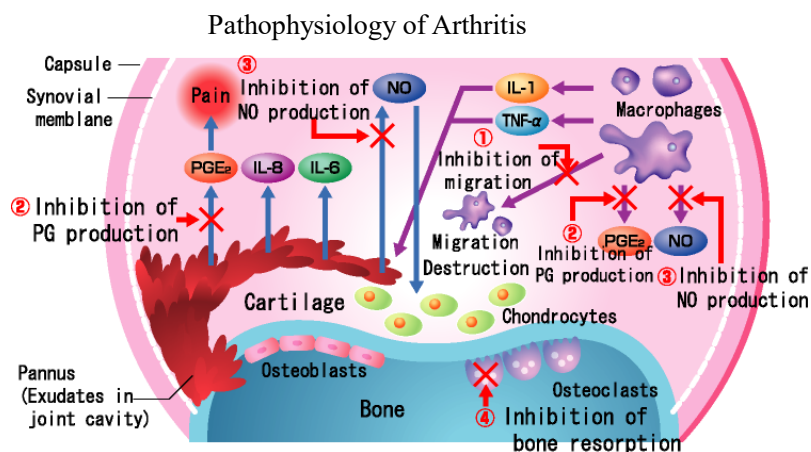 Pathophysiology of Arthritis
Capsule
Synovial
memblane
Pain
③
Inhibition of
NO production
NO
IL-1
TNF-α
Macrophages
①
Inhibition of
migration
PGE₂
IL-8
IL-6
② Inhibition of
PG production
Migration
Destruction
②
Inhibition of
PG production
PGE₂
NO
③ Inhibition of
NO production
Cartilage
Chondrocytes
Osteoblasts
Osteoclasts
Pannus
(Exudates in
joint cavity)
Bone
④ Inhibition of
bone resorption